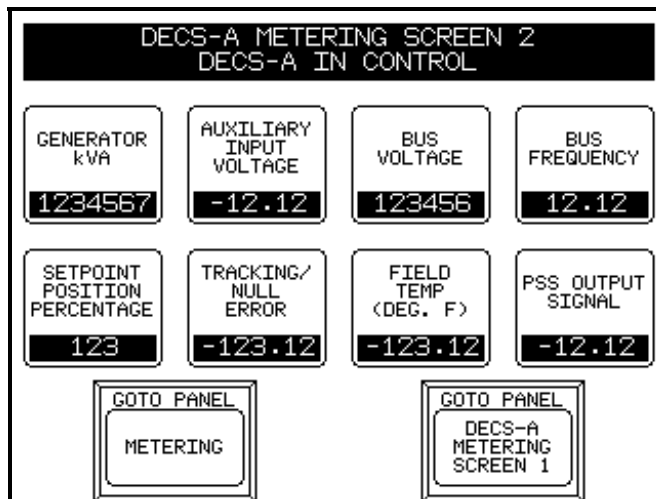 DECS-A METERING SCREEN 2
DECS-A IN CONTROL
GENERATOR
kVA
1234567
AUXILIARY
INPUT
VOLTAGE
-12.12
BUS
VOLTAGE
123456
BUS
FREQUENCY
12.12
SETPOINT
POSITION
PERCENTAGE
123
TRACKING/
NULL
ERROR
-123.12
FIELD
TEMP
(DEG. F)
-123.12
PSS OUTPUT
SIGNAL
-12.12
GOTO PANEL
METERING
GOTO PANEL
DECS-A
METERING
SCREEN 1